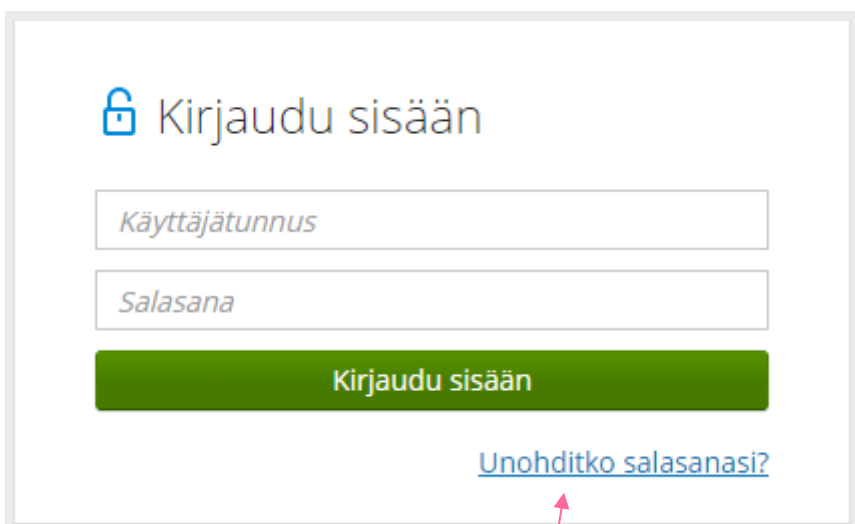 Kirjaudu sisään
Käyttäjätunnus
Salasana
Kirjaudu sisään
Unohditko salasanasi?